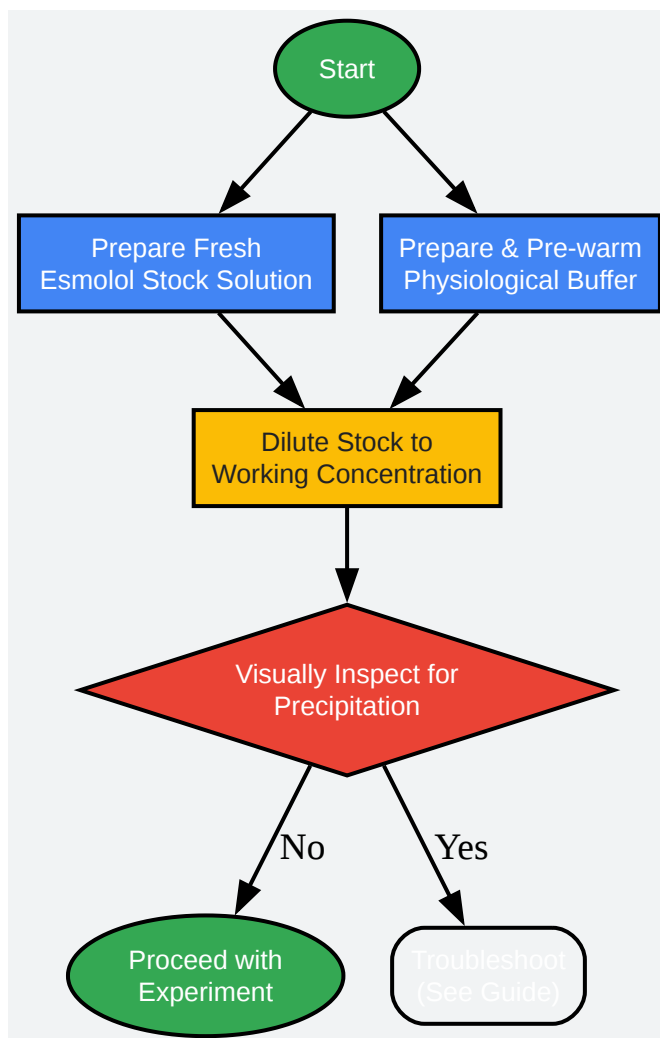 Start
Prepare Fresh
Esmolol Stock Solution
Prepare & Pre-warm
Physiological Buffer
Dilute Stock to
Working Concentration
Visually Inspect for
Precipitation
No
Yes
Proceed with
Experiment
Troubleshoot
(See Guide)